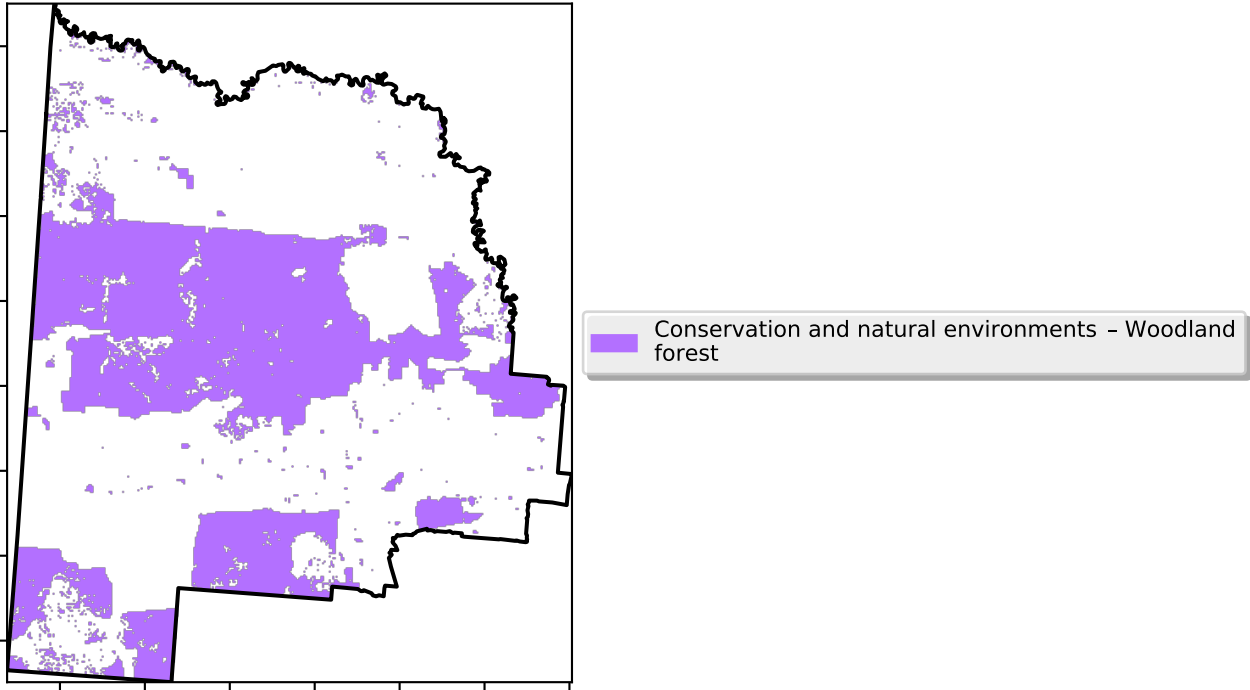 Conservation and natural environments – Woodland
forest